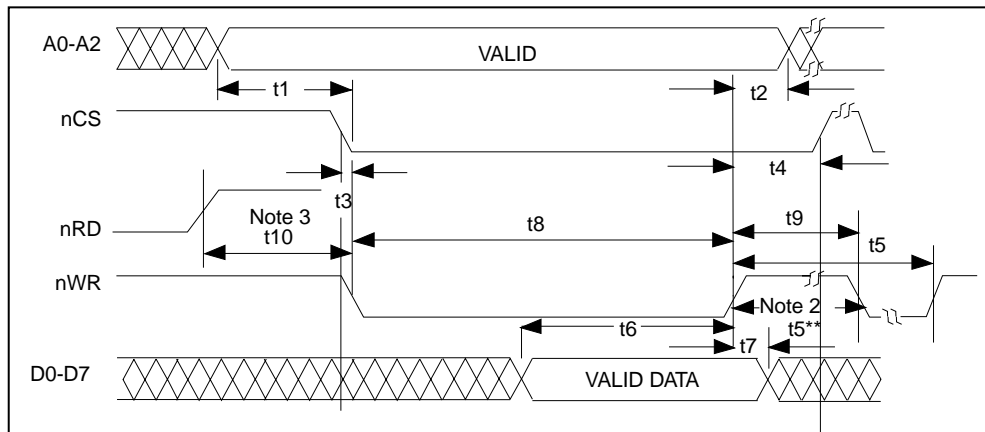 A0-A2
VALID
t1
t2
nCS
t4
t3
nRD
Note 3
t10
t8
t9
t5
nWR
Note 2
t6
t5**
t7
D0-D7
VALID DATA